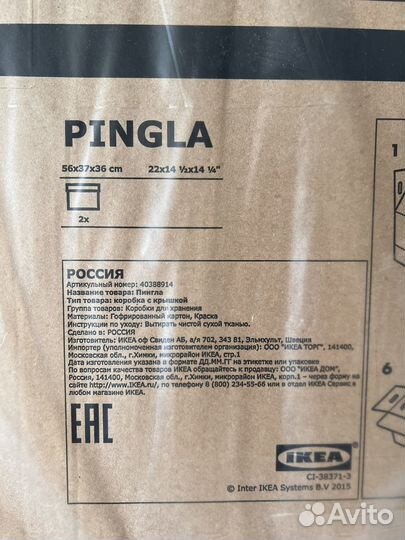 PINGLA
56x37x36 cm 22x14 ½x14 ¼"
2x
1
РОССИЯ
Артикульный номер: 40388914
Название товара: Пингла
Тип товара: коробка с крышкой
Группа товаров: Коробки для хранения
Материалы: Гофрированный картон, Краска
Инструкции по уходу: Вытирать чистой сухой тканью.
Сделано в: РОССИЯ
Изготовитель: ИКЕА оф Свиден АБ, а/я 702, 343 81, Эльмхульт, Швеция
Импортер (уполномоченная изготовителем организация): ООО "ИКЕА ТОРГ", 141400,
Московская обл., г.Химки, микрорайон ИКЕА, стр.1
Дата изготовления указана в формате ДД.ММ.ГГ на этикетке или упаковке
По вопросам качества товаров ИКЕА обращайтесь к продавцу: ООО "ИКЕА ДОМ",
Россия, 141400, Московская обл., г.Химки, микрорайон ИКЕА, корп.1 – через форму на
сайте http://www.IKEA.ru/, по телефону 8 (800) 234-55-66 или в отделе IKEA Сервис в
любом магазине ИКЕА.
6
EAC
IKEA
CI-38371-3
© Inter IKEA Systems B.V 2015
Avito